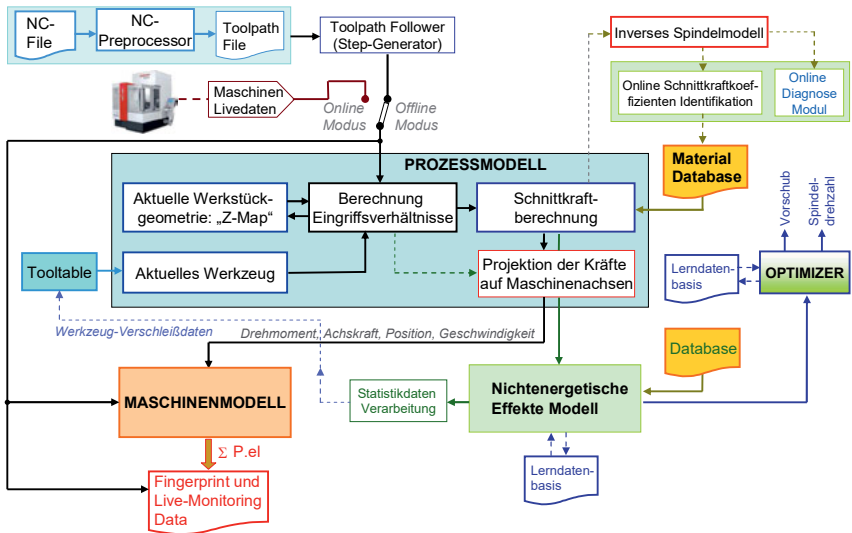 NC-
File
NC-
Preprocessor
Toolpath
File
Toolpath Follower
(Step-Generator)
Inverses Spindelmodell
Maschinen
Livedaten
Online
Modus
Offline
Modus
Online Schnittkraftkoef-
fizienten Identifikation
Online
Diagnose
Modul
PROZESSMODELL
Material
Database
Aktuelle Werkstück-
geometrie: „Z-Map“
Berechnung
Eingriffsverhältnisse
Schnittkraft-
berechnung
Vorschub
Spindel-
drehzahl
Tooltable
Aktuelles Werkzeug
Projektion der Kräfte
auf Maschinenachsen
Lerndaten-
basis
OPTIMIZER
Werkzeug-Verschleißdaten
Drehmoment, Achskraft, Position, Geschwindigkeit
Database
MASCHINENMODELL
Statistikdaten
Verarbeitung
Nichtenergetische
Effekte Modell
Σ P.el
Fingerprint und
Live-Monitoring
Data
Lerndaten-
basis